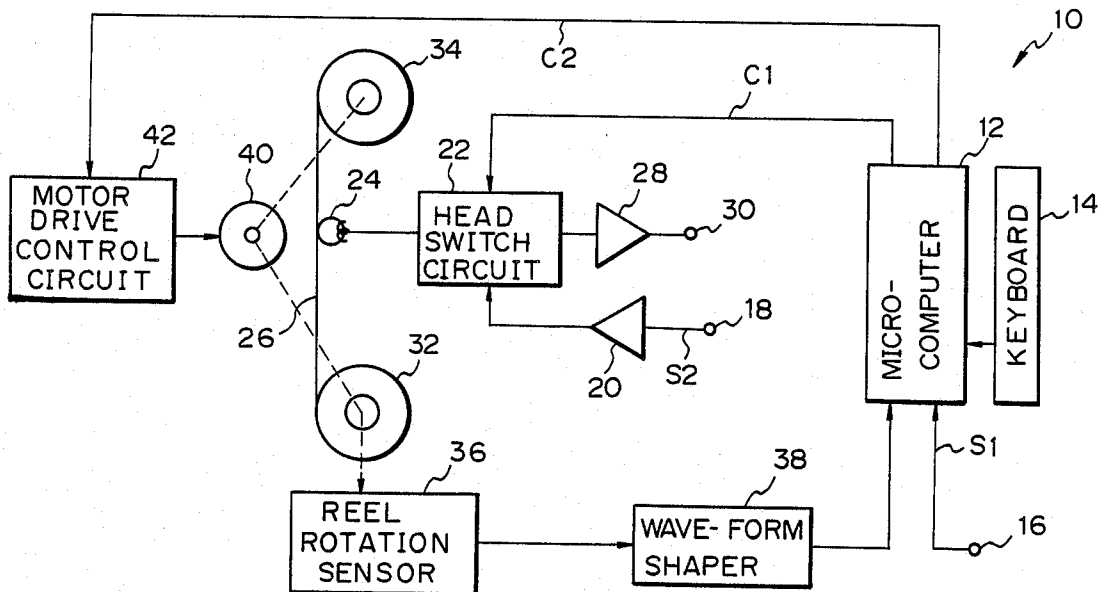 10
C2
34
C1
42
40
24
22
28
12
14
MOTOR
DRIVE
CONTROL
CIRCUIT
HEAD
SWITCH
CIRCUIT
30
MICRO-
COMPUTER
KEYBOARD
26
32
20
S2
18
36
38
S1
REEL
ROTATION
SENSOR
WAVE-FORM
SHAPER
16